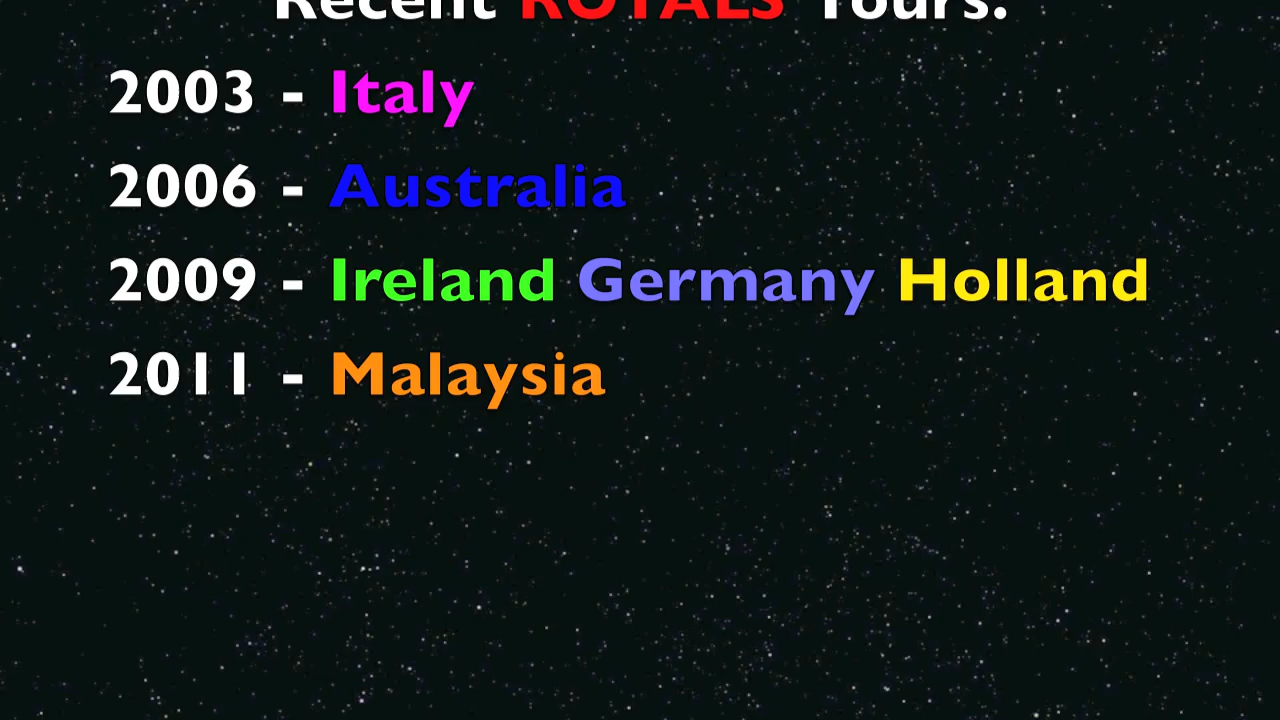 Recent ROYALS Tours:
2003 - Italy
2006 - Australia
2009 - Ireland Germany Holland
2011 - Malaysia